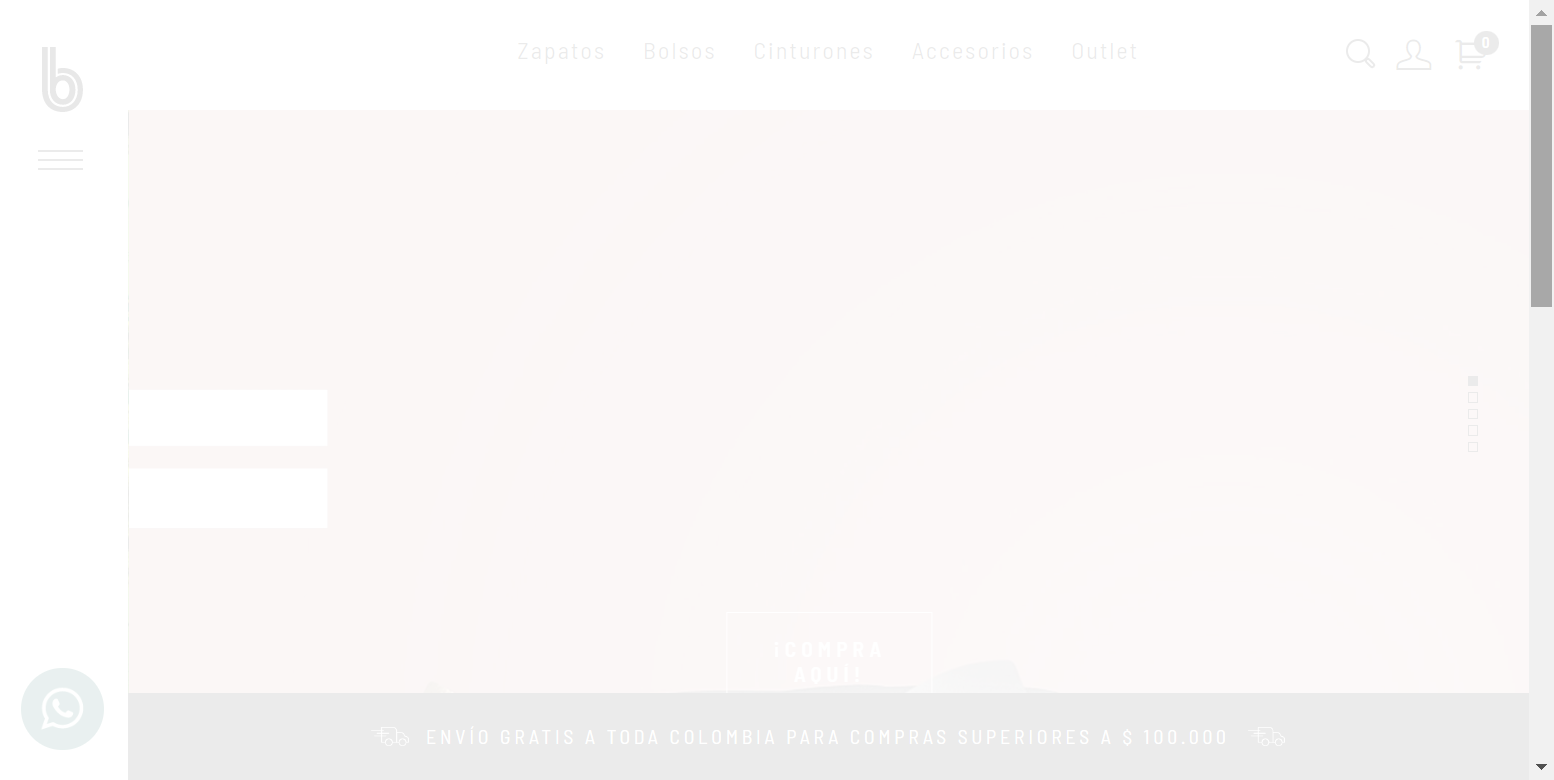 b
Zapatos Bolsos Cinturones Accesorios Outlet
0
¡COMPRA
AQUÍ!
ENVÍO GRATIS A TODA COLOMBIA PARA COMPRAS SUPERIORES A $ 100.000